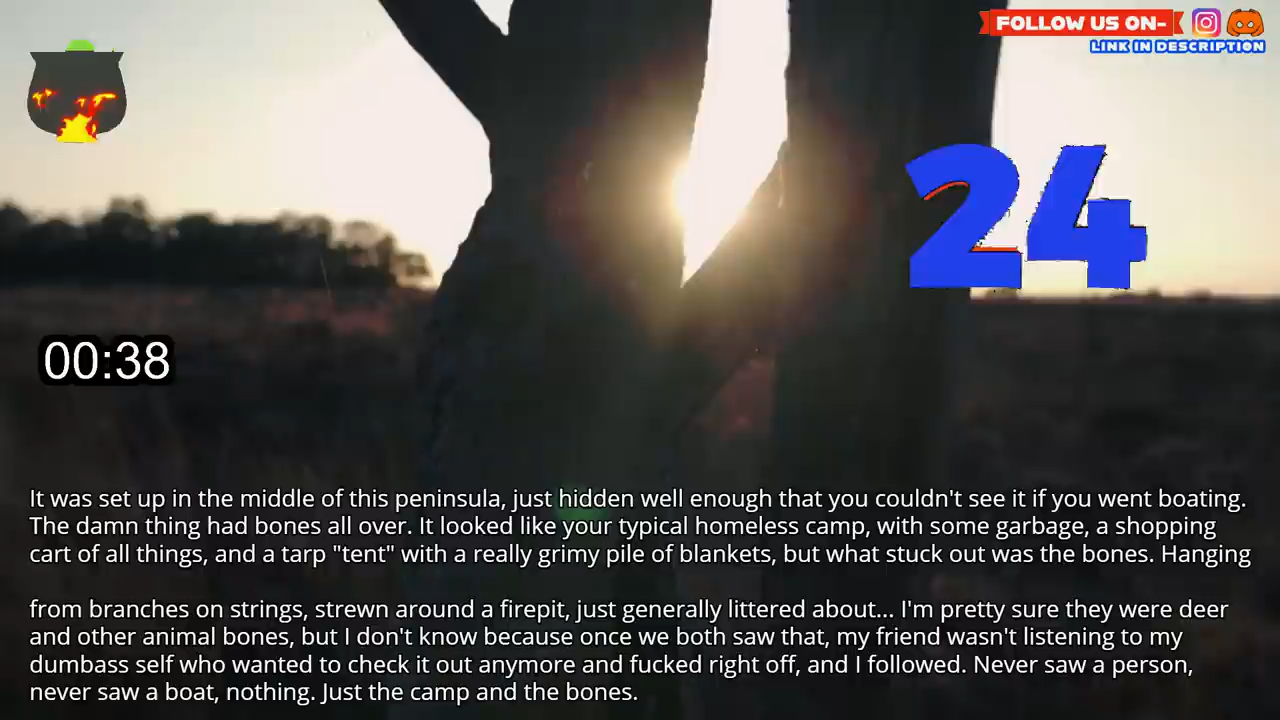 FOLLOW US ON-
LINK IN DESCRIPTION
24
00:38
It was set up in the middle of this peninsula, just hidden well enough that you couldn't see it if you went boating.
The damn thing had bones all over. It looked like your typical homeless camp, with some garbage, a shopping
cart of all things, and a tarp "tent" with a really grimy pile of blankets, but what stuck out was the bones. Hanging
from branches on strings, strewn around a firepit, just generally littered about... I'm pretty sure they were deer
and other animal bones, but I don't know because once we both saw that, my friend wasn't listening to my
dumbass self who wanted to check it out anymore and fucked right off, and I followed. Never saw a person,
never saw a boat, nothing. Just the camp and the bones.